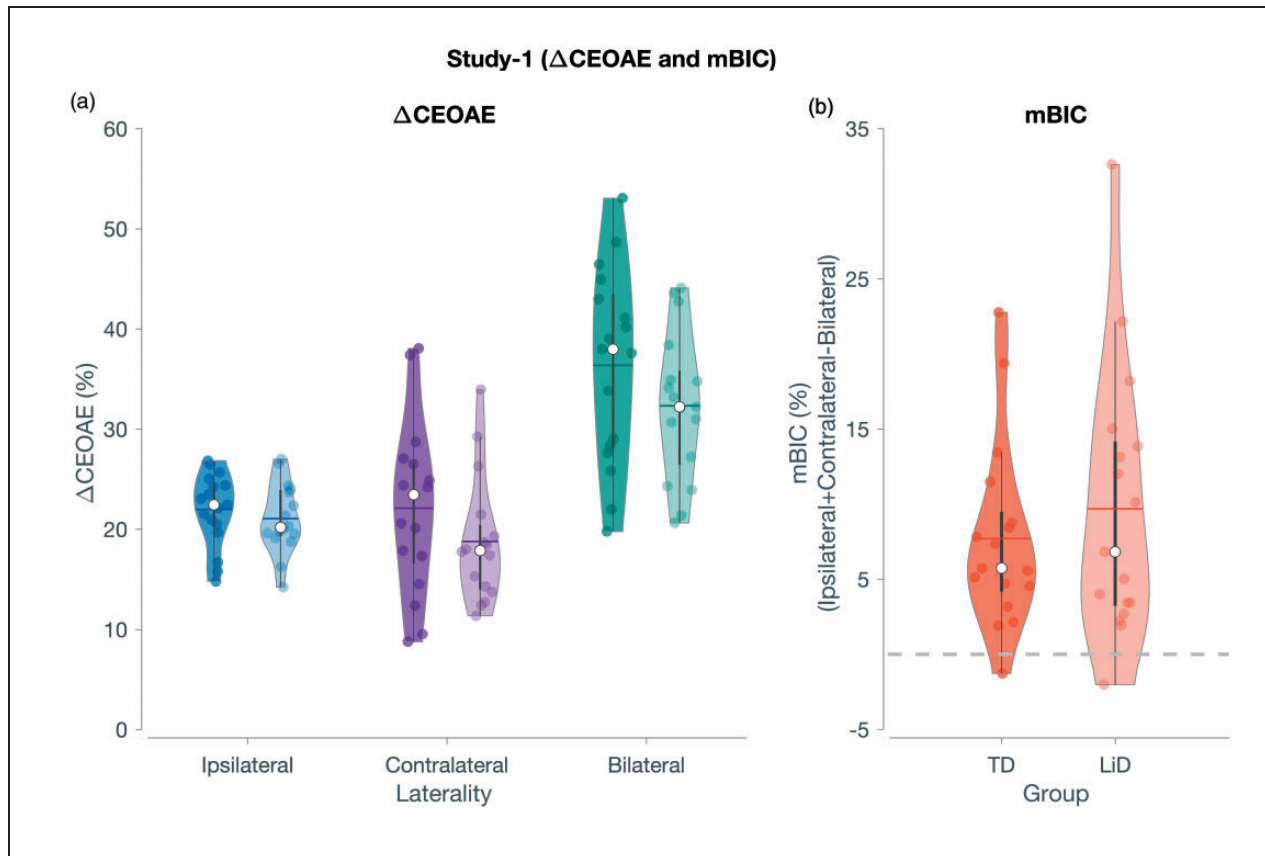 Study-1 (ΔCEOAE and mBIC)
(a)
ΔCEOAE
60
50
40
30
20
10
0
ΔCEOAE (%)
Ipsilateral
Contralateral
Bilateral
Laterality
(b)
mBIC
35
25
15
5
-5
mBIC (%)
(Ipsilateral+Contralateral-Bilateral)
TD
LiD
Group